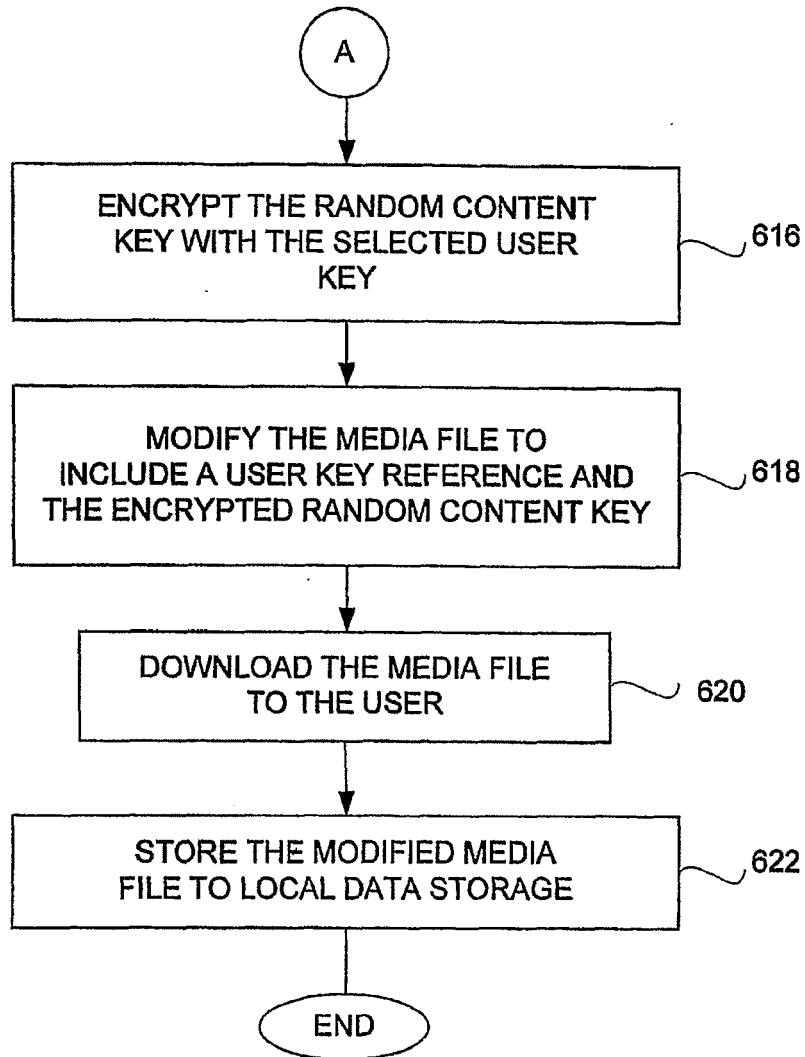 A
ENCRYPT THE RANDOM CONTENT
KEY WITH THE SELECTED USER
KEY
616
MODIFY THE MEDIA FILE TO
INCLUDE A USER KEY REFERENCE AND
THE ENCRYPTED RANDOM CONTENT KEY
618
DOWNLOAD THE MEDIA FILE
TO THE USER
620
STORE THE MODIFIED MEDIA
FILE TO LOCAL DATA STORAGE
622
END